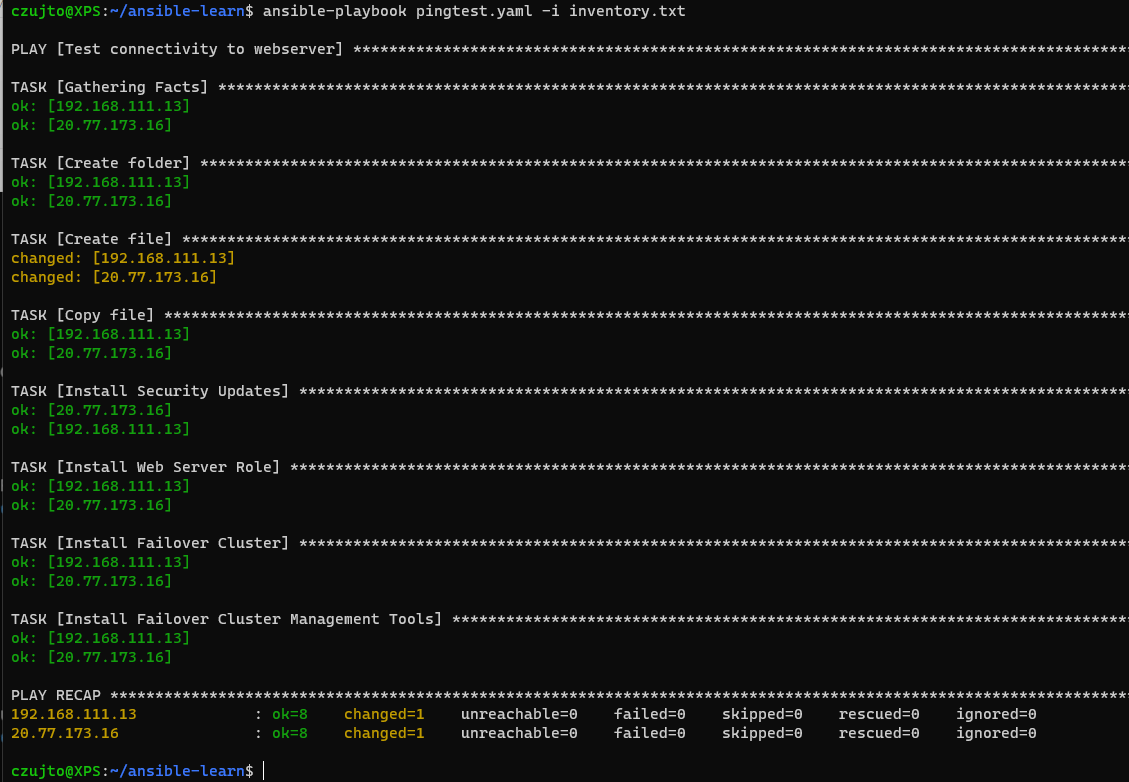 czujto@XPS:~/ansible-learn$ ansible-playbook pingtest.yaml -i inventory.txt
PLAY [Test connectivity to webserver] **************************************************************************************
TASK [Gathering Facts] *****************************************************************************************************
ok: [192.168.111.13]
ok: [20.77.173.16]
TASK [Create folder] *******************************************************************************************************
ok: [192.168.111.13]
ok: [20.77.173.16]
TASK [Create file] *********************************************************************************************************
changed: [192.168.111.13]
changed: [20.77.173.16]
TASK [Copy file] ***********************************************************************************************************
ok: [192.168.111.13]
ok: [20.77.173.16]
TASK [Install Security Updates] ********************************************************************************************
ok: [20.77.173.16]
ok: [192.168.111.13]
TASK [Install Web Server Role] *********************************************************************************************
ok: [192.168.111.13]
ok: [20.77.173.16]
TASK [Install Failover Cluster] ********************************************************************************************
ok: [192.168.111.13]
ok: [20.77.173.16]
TASK [Install Failover Cluster Management Tools] ***************************************************************************
ok: [192.168.111.13]
ok: [20.77.173.16]
PLAY RECAP *****************************************************************************************************************
192.168.111.13             : ok=8    changed=1    unreachable=0    failed=0    skipped=0    rescued=0    ignored=0
20.77.173.16               : ok=8    changed=1    unreachable=0    failed=0    skipped=0    rescued=0    ignored=0
czujto@XPS:~/ansible-learn$